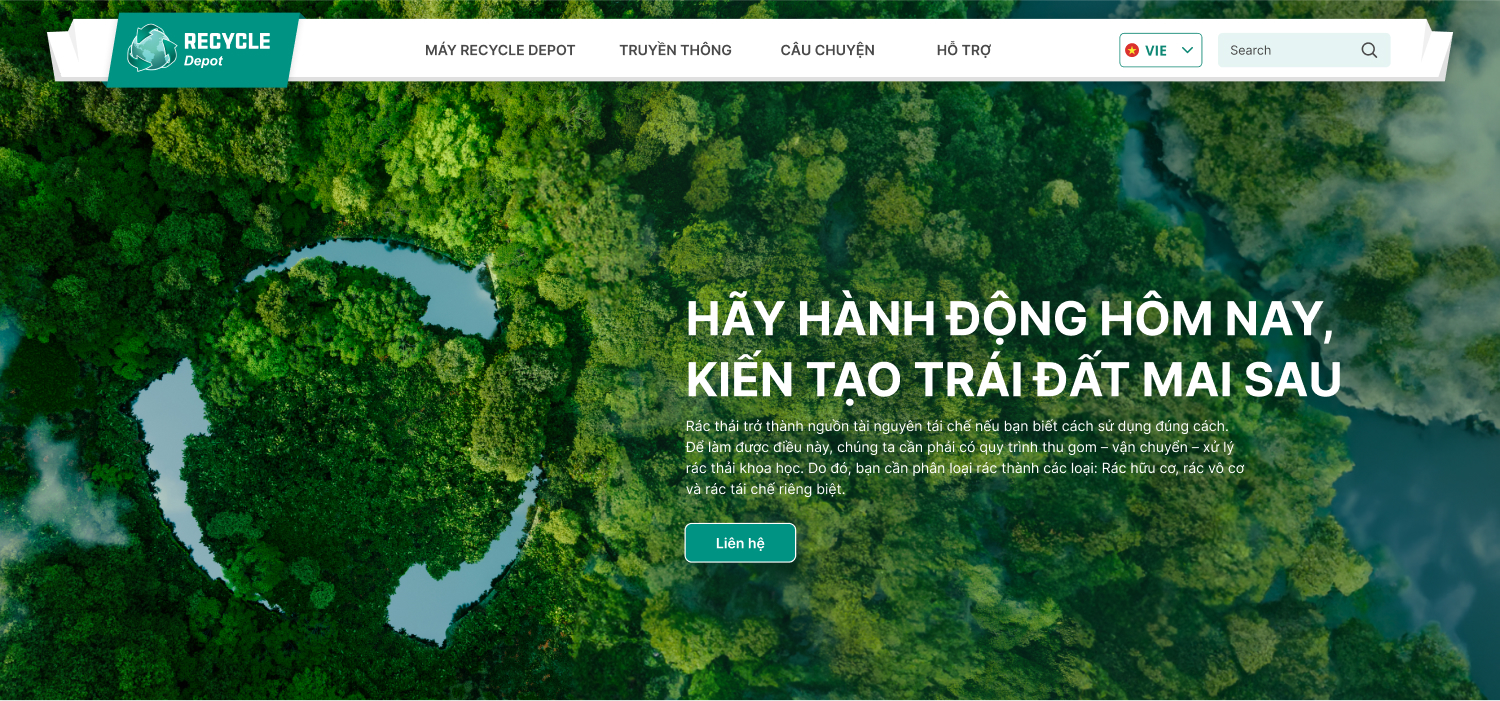 RECYCLE
Depot
MÁY RECYCLE DEPOT
TRUYỀN THÔNG
CÂU CHUYỆN
HỖ TRỢ
VIE
Search
HÃY HÀNH ĐỘNG HÔM NAY,
KIẾN TẠO TRÁI ĐẤT MAI SAU
Rác thải trở thành nguồn tài nguyên tái chế nếu bạn biết cách sử dụng đúng cách.
Để làm được điều này, chúng ta cần phải có quy trình thu gom – vận chuyển – xử lý
rác thải khoa học. Do đó, bạn cần phân loại rác thành các loại: Rác hữu cơ, rác vô cơ
và rác tái chế riêng biệt.
Liên hệ